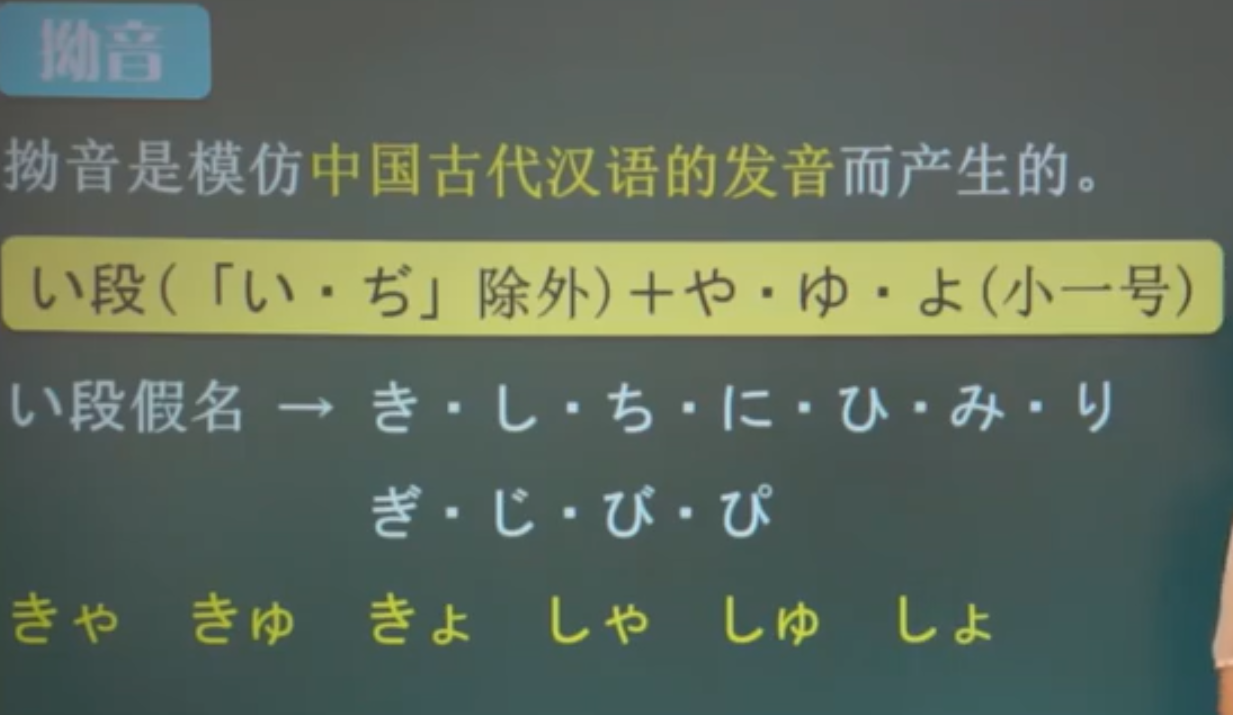 拗音
拗音是模仿中国古代汉语的发音而产生的。
い段(「い・ぢ」除外)＋や・ゆ・よ(小一号)
い段假名 → き・し・ち・に・ひ・み・り
ぎ・じ・び・ぴ
きゃ きゅ きょ しゃ しゅ しょ